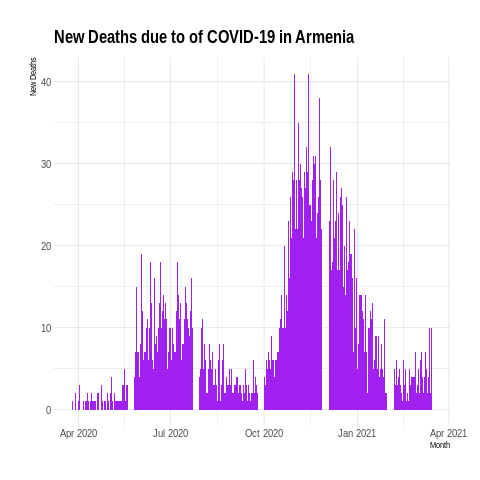 New Deaths due to of COVID-19 in Armenia
New Deaths
40
30
20
10
0
Apr 2020
Jul 2020
Oct 2020
Jan 2021
Apr 2021
Month